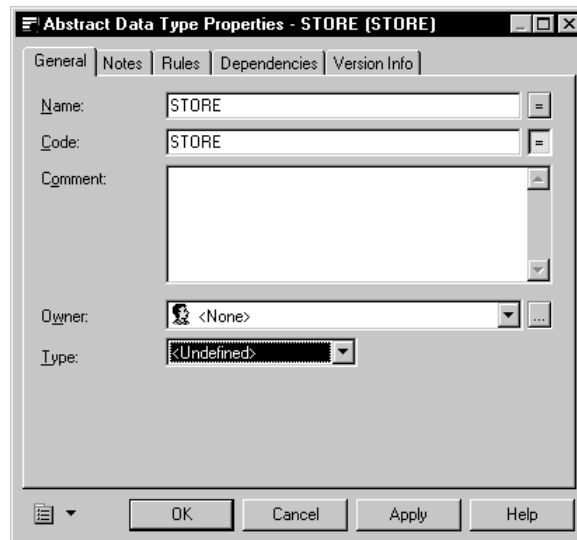 Abstract Data Type Properties - STORE (STORE)
General Notes Rules Dependencies Version Info
Name: STORE =
Code: STORE =
Comment:
Owner: <None> ...
Type: <Undefined>
OK Cancel Apply Help